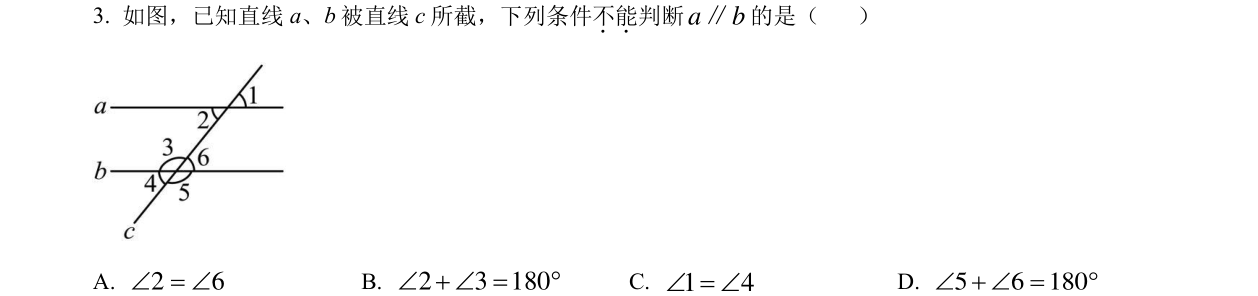 3. 如图，已知直线 a、b 被直线 c 所截，下列条件不能判断 a∥b 的是（  ）
1
a
2
3
6
b
4
5
c
A. ∠2=∠6 B. ∠2+∠3=180° C. ∠1=∠4 D. ∠5+∠6=180°